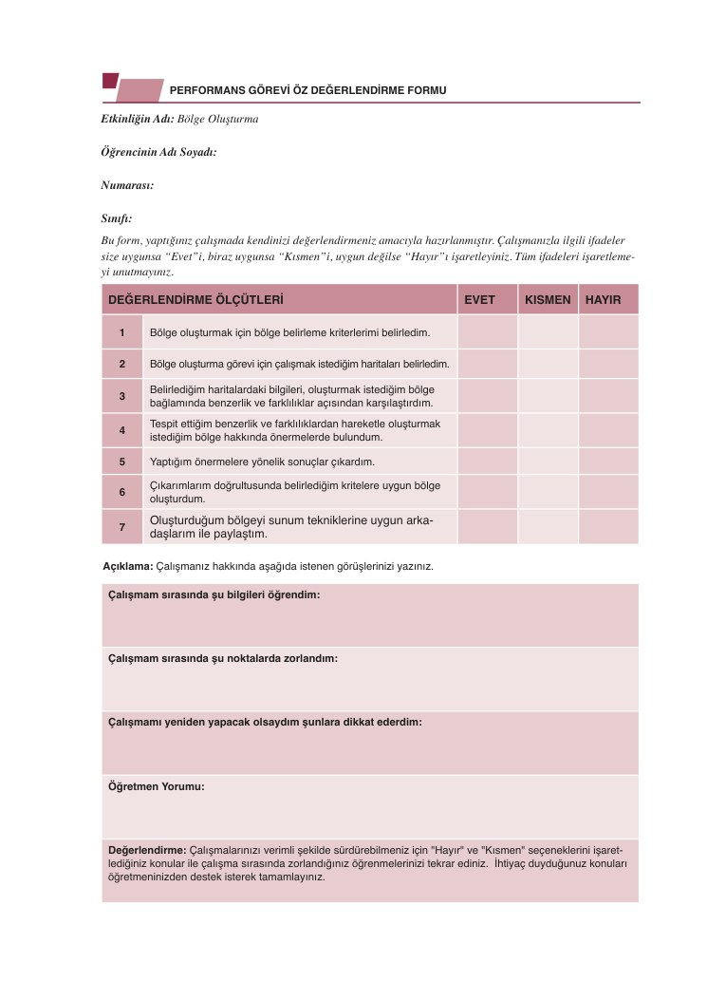 PERFORMANS GÖREVİ ÖZ DEĞERLENDİRME FORMU
Etkinliğin Adı: Bölge Oluşturma
Öğrencinin Adı Soyadı:
Numarası:
Sınıfı:
Bu form, yaptığınız çalışmada kendinizi değerlendirmeniz amacıyla hazırlanmıştır. Çalışmanızla ilgili ifadeler
size uygunsa “Evet”i, biraz uygunsa “Kısmen”i, uygun değilse “Hayır”ı işaretleyiniz. Tüm ifadeleri işaretleme-
yi unutmayınız.
DEĞERLENDİRME ÖLÇÜTLERİ EVET KISMEN HAYIR
1 Bölge oluşturmak için bölge belirleme kriterlerimi belirledim.
2 Bölge oluşturma görevi için çalışmak istediğim haritaları belirledim.
3 Belirlediğim haritalardaki bilgileri, oluşturmak istediğim bölge
bağlamında benzerlik ve farklılıklar açısından karşılaştırdım.
4 Tespit ettiğim benzerlik ve farklılıklardan hareketle oluşturmak
istediğim bölge hakkında önermelerde bulundum.
5 Yaptığım önermelere yönelik sonuçlar çıkardım.
6 Çıkarımlarım doğrultusunda belirlediğim kritelere uygun bölge
oluşturdum.
7 Oluşturduğum bölgeyi sunum tekniklerine uygun arka-
daşlarım ile paylaştım.
Açıklama: Çalışmanız hakkında aşağıda istenen görüşlerinizi yazınız.
Çalışmam sırasında şu bilgileri öğrendim:
Çalışmam sırasında şu noktalarda zorlandım:
Çalışmamı yeniden yapacak olsaydım şunlara dikkat ederdim:
Öğretmen Yorumu:
Değerlendirme: Çalışmalarınızı verimli şekilde sürdürebilmeniz için "Hayır" ve "Kısmen" seçeneklerini işaret-
lediğiniz konular ile çalışma sırasında zorlandığınız öğrenmelerinizi tekrar ediniz. İhtiyaç duyduğunuz konuları
öğretmeninizden destek isterek tamamlayınız.